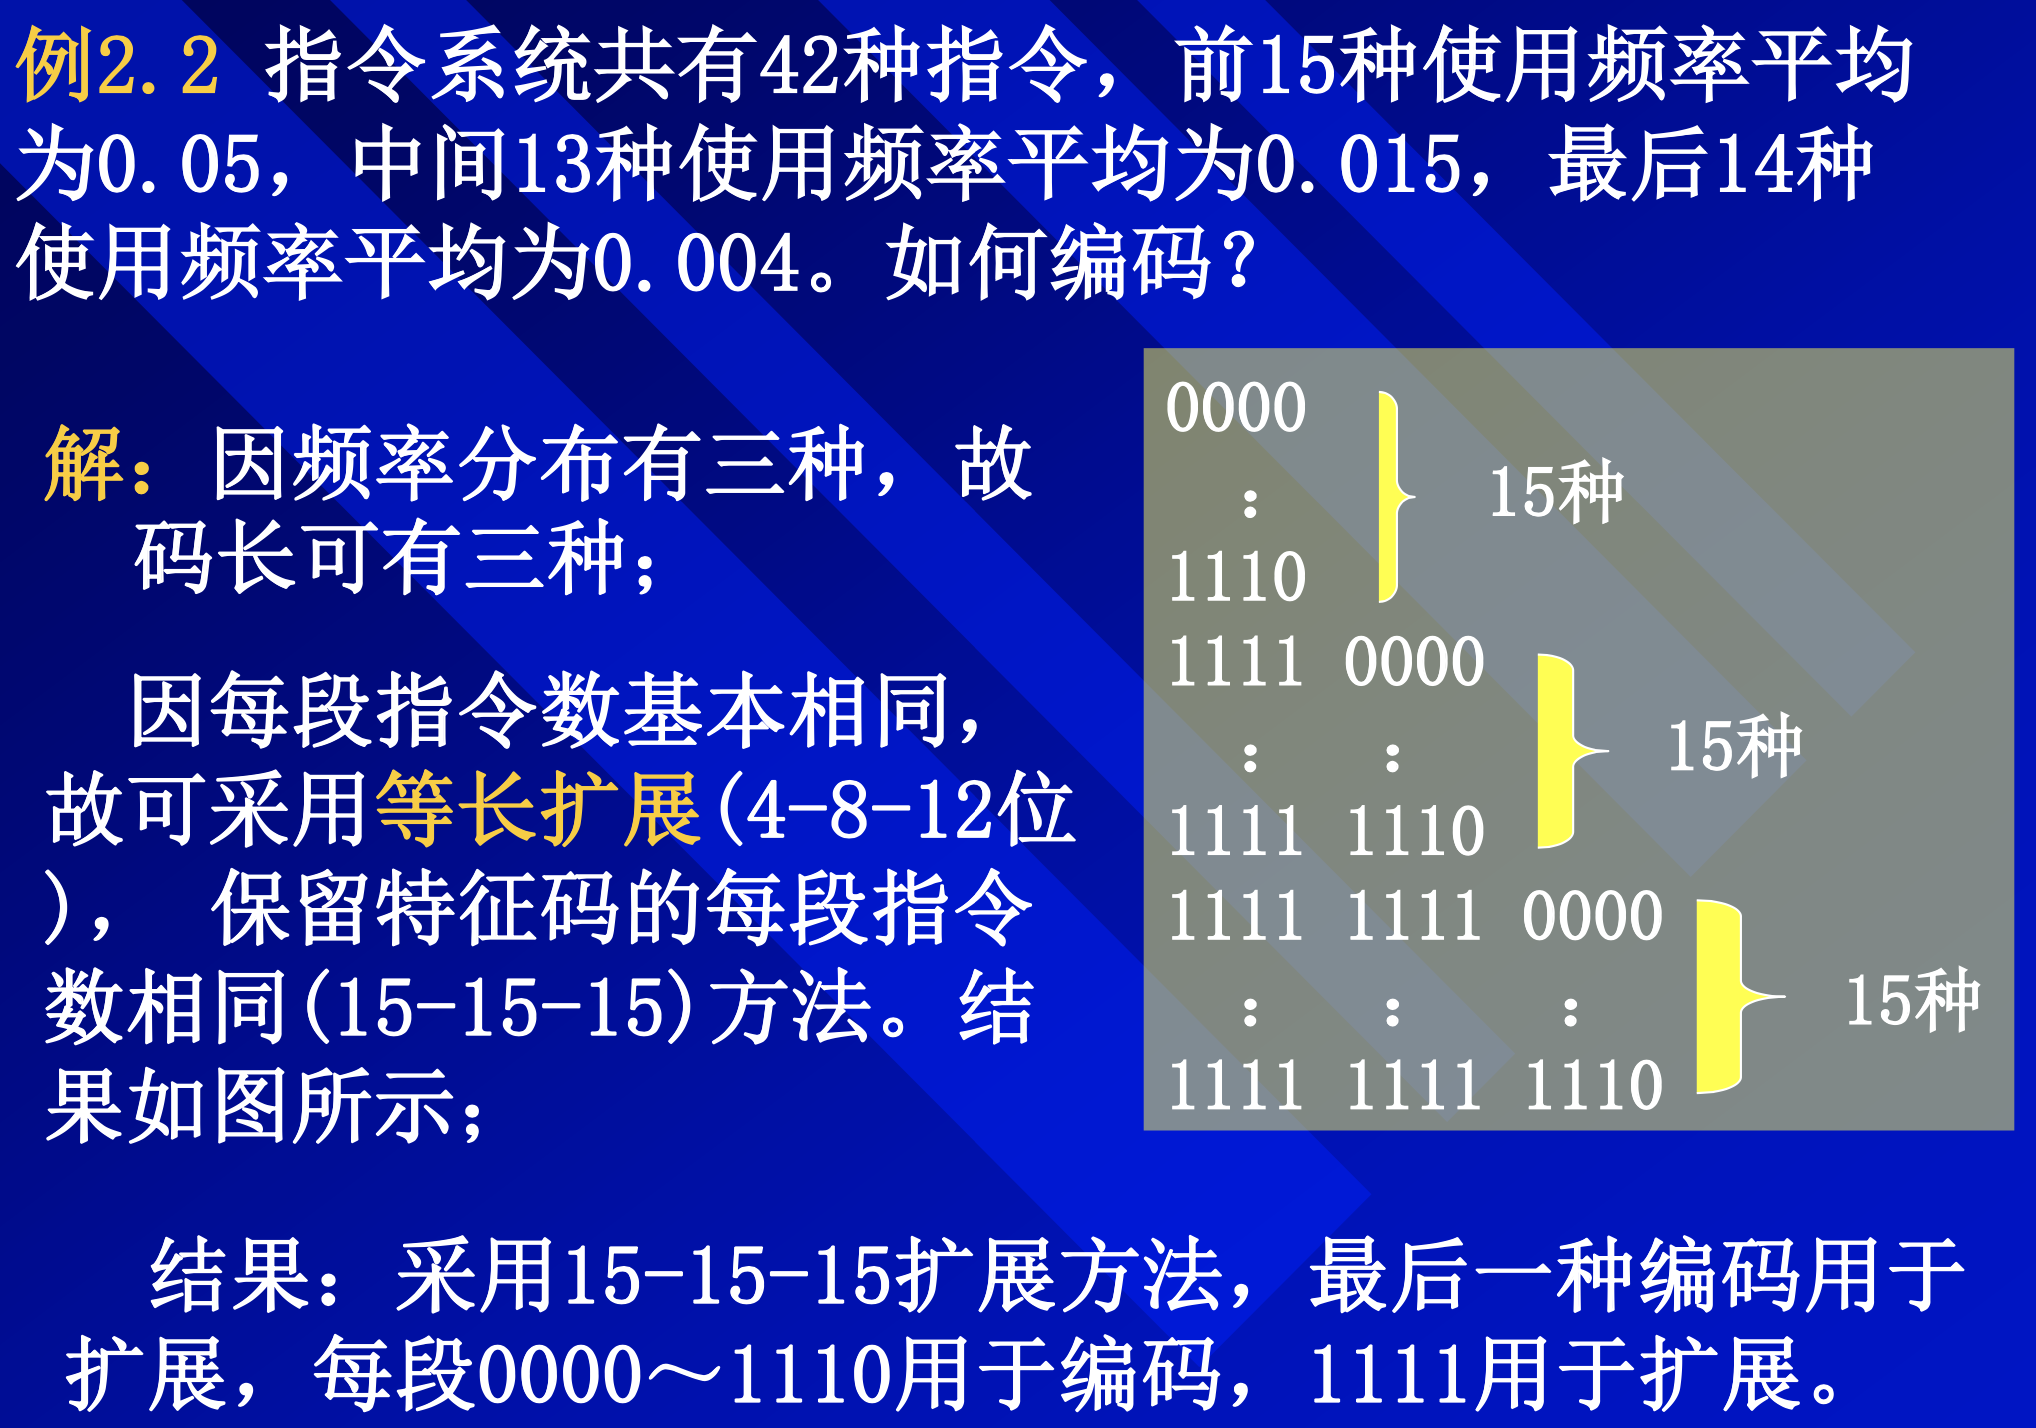 例2.2 指令系统共有42种指令，前15种使用频率平均
为0.05，中间13种使用频率平均为0.015，最后14种
使用频率平均为0.004。如何编码？
解：因频率分布有三种，故
码长可有三种；
因每段指令数基本相同，
故可采用等长扩展(4-8-12位
)，保留特征码的每段指令
数相同(15-15-15)方法。结
果如图所示；
0000
：
15种
1110
1111 0000
： ：
15种
1111 1110
1111 1111 0000
： ： ：
15种
1111 1111 1110
结果：采用15-15-15扩展方法，最后一种编码用于
扩展，每段0000～1110用于编码，1111用于扩展。